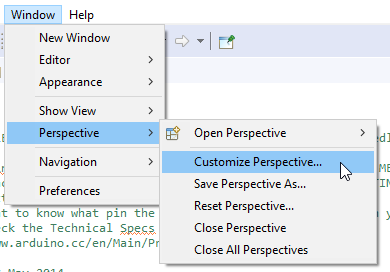 Window Help
New Window
Editor
Appearance
Show View
Perspective
Navigation
Preferences
Open Perspective
Customize Perspective...
Save Perspective As...
Reset Perspective...
Close Perspective
Close All Perspectives
ut to know what pin the
eck the Technical Specs
w.arduino.cc/en/Main/Pr
May 2014